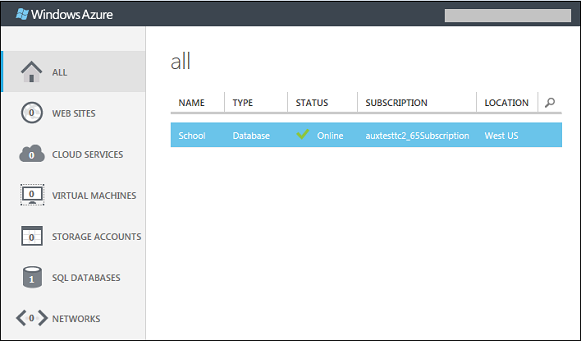 Windows Azure
ALL
0 WEB SITES
0 CLOUD SERVICES
0 VIRTUAL MACHINES
0 STORAGE ACCOUNTS
1 SQL DATABASES
0 NETWORKS
all
NAME TYPE STATUS SUBSCRIPTION LOCATION
School Database Online auxtesttc2_65Subscription West US